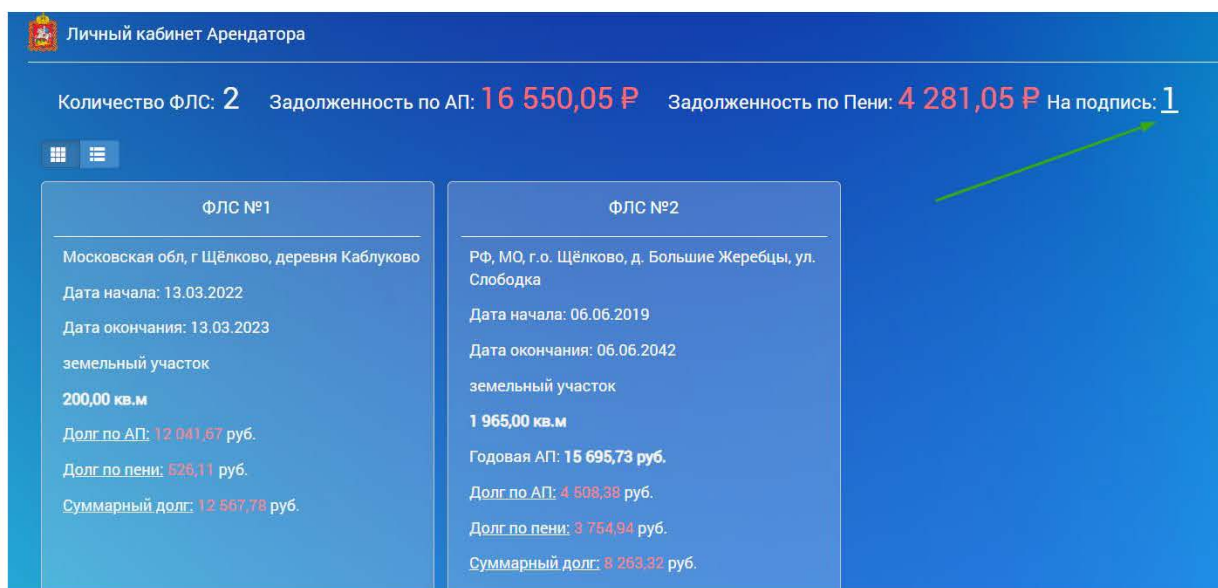 Личный кабинет Арендатора
Количество ФЛС: 2 Задолженность по АП: 16 550,05 ₽ Задолженность по Пени: 4 281,05 ₽ На подпись: 1
ФЛС №1
Московская обл, г Щёлково, деревня Каблуково
Дата начала: 13.03.2022
Дата окончания: 13.03.2023
земельный участок
200,00 кв.м
Долг по АП: 12 041,67 руб.
Долг по пени: 526,11 руб.
Суммарный долг: 12 567,78 руб.
ФЛС №2
РФ, МО, г.о. Щёлково, д. Большие Жеребцы, ул.
Слободка
Дата начала: 06.06.2019
Дата окончания: 06.06.2042
земельный участок
1 965,00 кв.м
Годовая АП: 15 695,73 руб.
Долг по АП: 4 508,38 руб.
Долг по пени: 3 754,94 руб.
Суммарный долг: 8 263,32 руб.